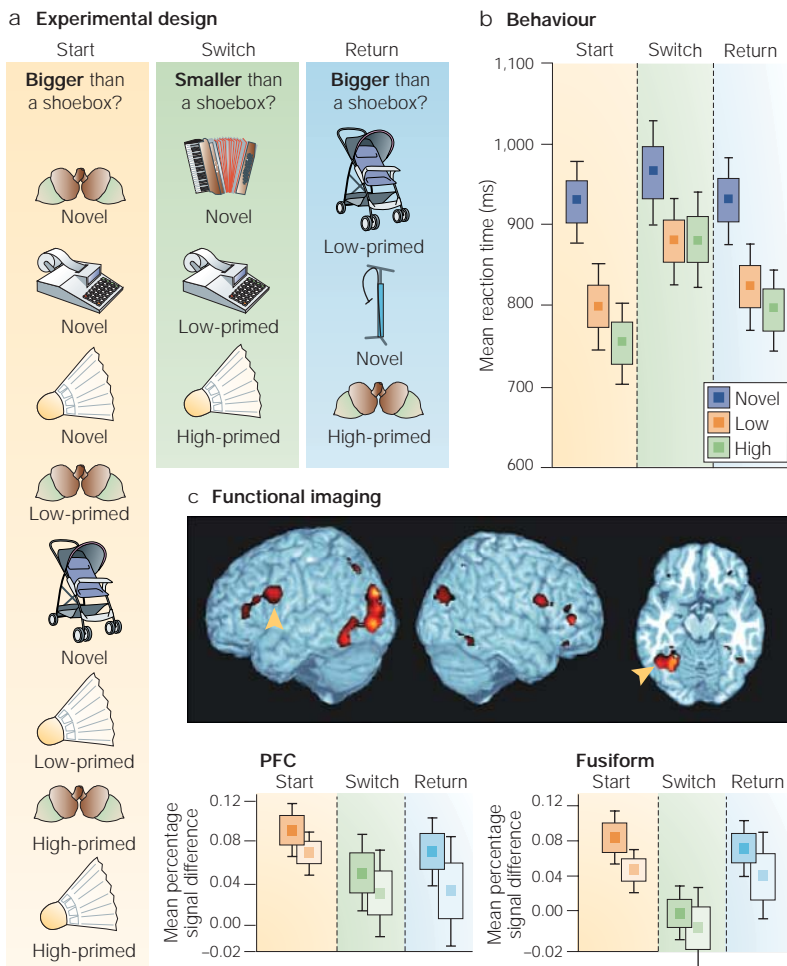 a Experimental design
Start
Switch
Return
Bigger than
a shoebox?
Novel
Novel
Novel
Low-primed
Novel
Low-primed
High-primed
High-primed
Smaller than
a shoebox?
Novel
Low-primed
High-primed
Bigger than
a shoebox?
Low-primed
Novel
High-primed
b Behaviour
Start
Switch
Return
Mean reaction time (ms)
1,100
1,000
900
800
700
600
Novel
Low
High
c Functional imaging
PFC
Start
Switch
Return
Mean percentage
signal difference
0.12
0.08
0.04
0.00
–0.02
Fusiform
Start
Switch
Return
Mean percentage
signal difference
0.12
0.08
0.04
0.00
–0.02